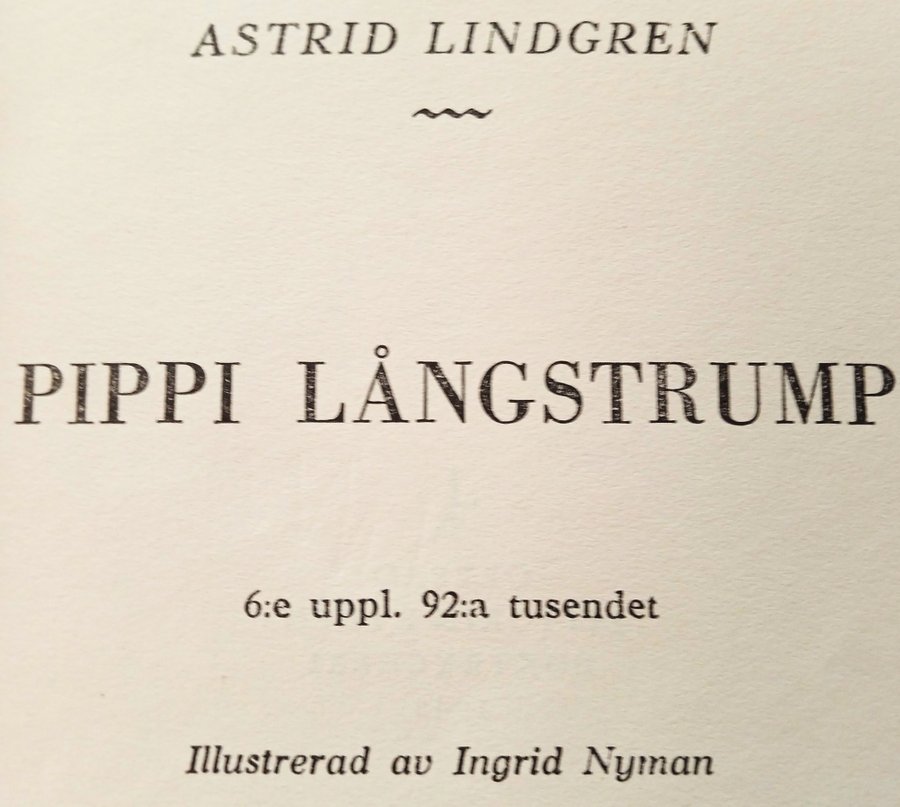 ASTRID LINDGREN
PIPPI LÅNGSTRUMP
6:e uppl. 92:a tusendet
Illustrerad av Ingrid Nyman